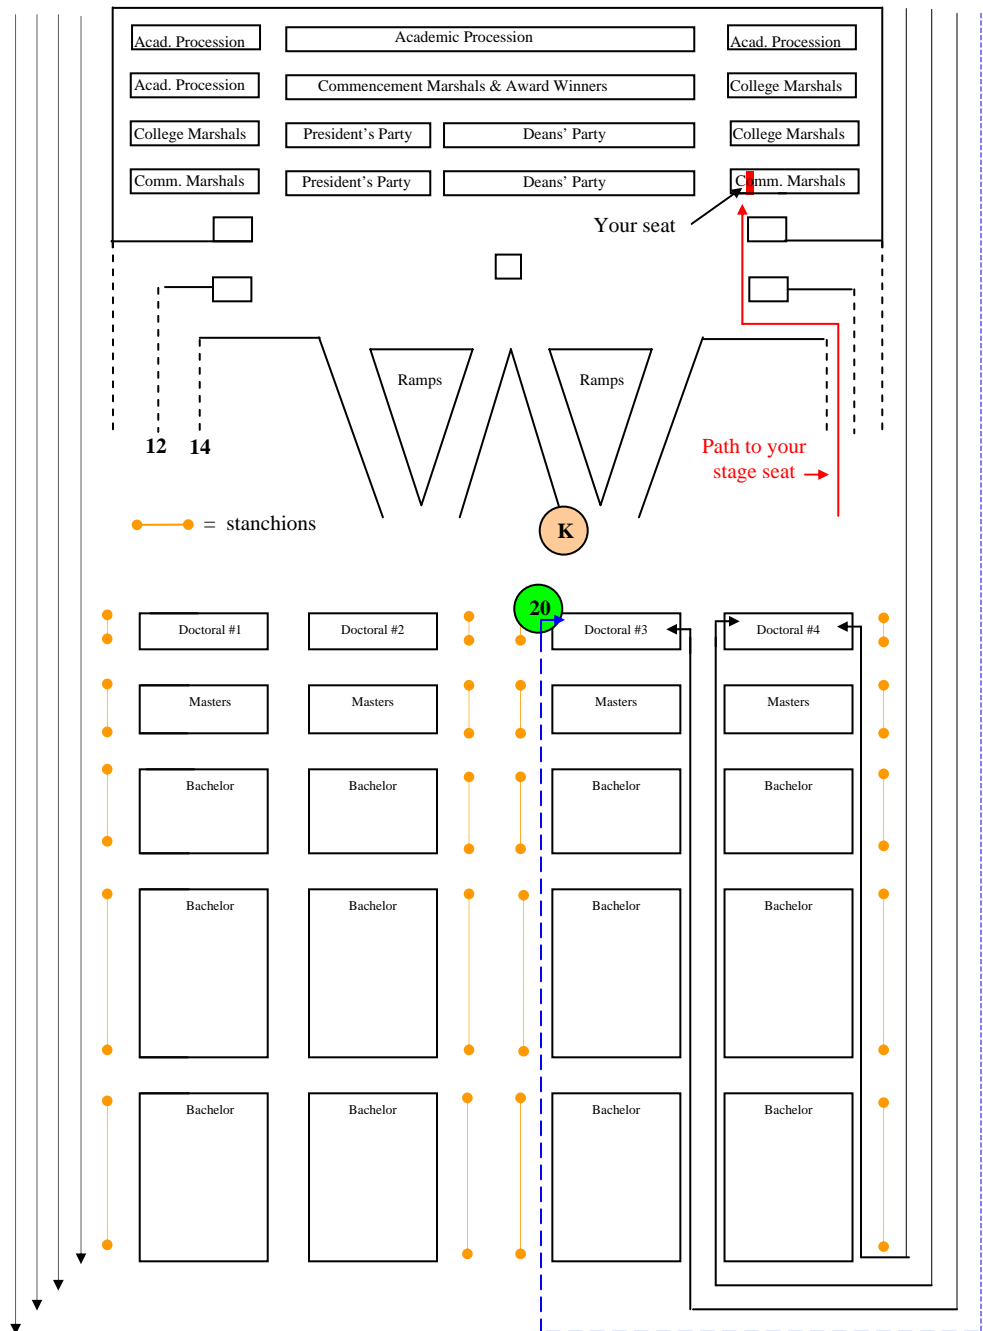 Acad. Procession
Academic Procession
Acad. Procession
Acad. Procession
Commencement Marshals & Award Winners
College Marshals
College Marshals
President's Party
Deans' Party
College Marshals
Comm. Marshals
President's Party
Deans' Party
Comm. Marshals
Your seat
Ramps
Ramps
12
14
Path to your
stage seat
= stanchions
K
20
Doctoral #1
Doctoral #2
Doctoral #3
Doctoral #4
Masters
Masters
Masters
Masters
Bachelor
Bachelor
Bachelor
Bachelor
Bachelor
Bachelor
Bachelor
Bachelor
Bachelor
Bachelor
Bachelor
Bachelor